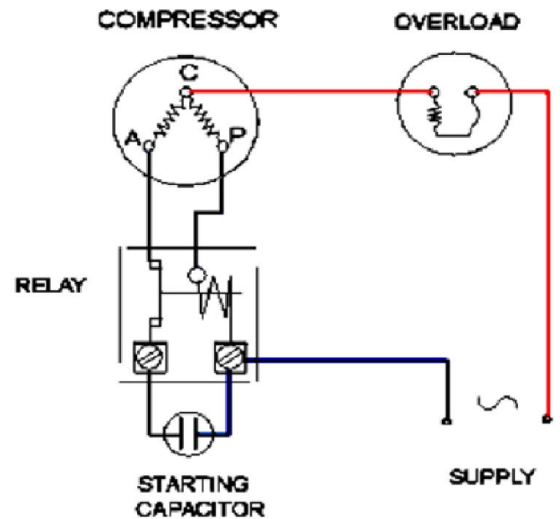 COMPRESSOR
OVERLOAD
C
A
P
RELAY
STARTING
CAPACITOR
SUPPLY